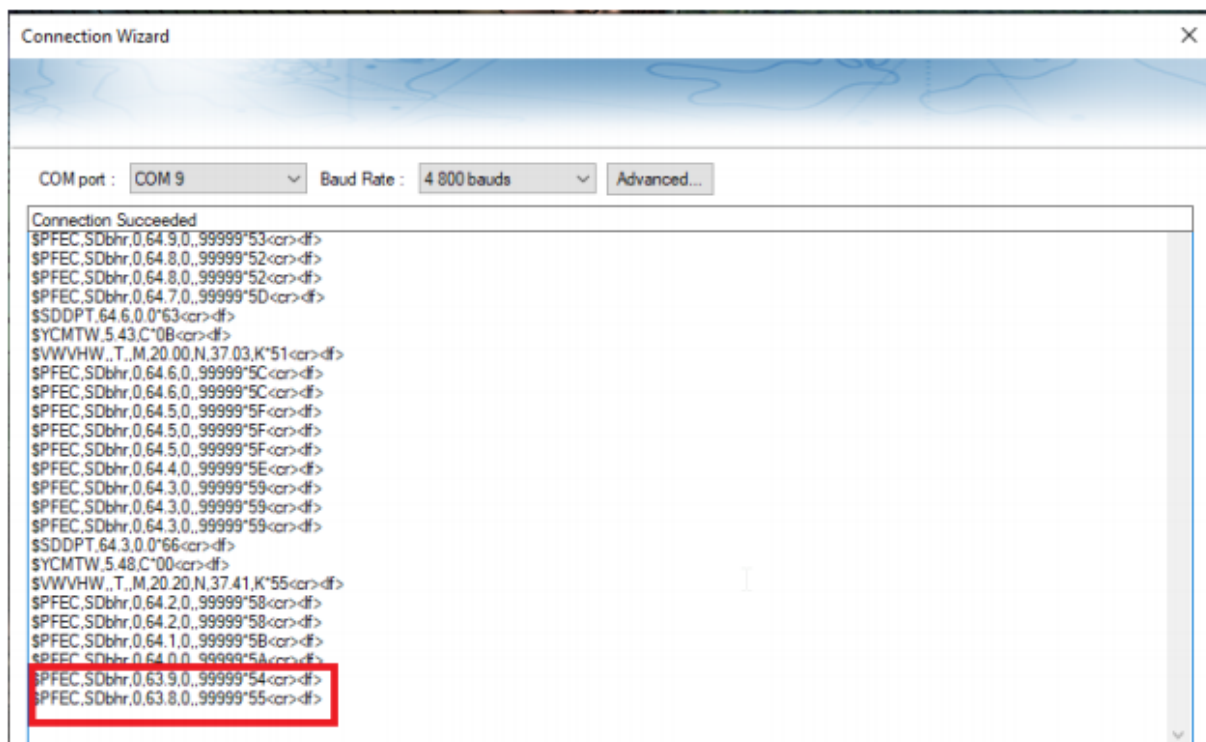 Connection Wizard
COM port : COM 9 Baud Rate : 4 800 bauds Advanced...
Connection Succeeded
$PFEC,SDbhr,0,64.9,0,,99999*53<cr><lf>
$PFEC,SDbhr,0,64.8,0,,99999*52<cr><lf>
$PFEC,SDbhr,0,64.8,0,,99999*52<cr><lf>
$PFEC,SDbhr,0,64.7,0,,99999*5D<cr><lf>
$SDDPT,64.6,0.0*63<cr><lf>
$YCMTW,5.43,C*0B<cr><lf>
$VWVHW,,T,,M,20.00,N,37.03,K*51<cr><lf>
$PFEC,SDbhr,0,64.6,0,,99999*5C<cr><lf>
$PFEC,SDbhr,0,64.6,0,,99999*5C<cr><lf>
$PFEC,SDbhr,0,64.5,0,,99999*5F<cr><lf>
$PFEC,SDbhr,0,64.5,0,,99999*5F<cr><lf>
$PFEC,SDbhr,0,64.5,0,,99999*5F<cr><lf>
$PFEC,SDbhr,0,64.4,0,,99999*5E<cr><lf>
$PFEC,SDbhr,0,64.3,0,,99999*59<cr><lf>
$PFEC,SDbhr,0,64.3,0,,99999*59<cr><lf>
$PFEC,SDbhr,0,64.3,0,,99999*59<cr><lf>
$SDDPT,64.3,0.0*66<cr><lf>
$YCMTW,5.48,C*00<cr><lf>
$VWVHW,,T,,M,20.20,N,37.41,K*55<cr><lf>
$PFEC,SDbhr,0,64.2,0,,99999*58<cr><lf>
$PFEC,SDbhr,0,64.2,0,,99999*58<cr><lf>
$PFEC,SDbhr,0,64.1,0,,99999*5B<cr><lf>
$PFEC,SDbhr,0,64.0,0,,99999*5A<cr><lf>
$PFEC,SDbhr,0,63.9,0,,99999*54<cr><lf>
$PFEC,SDbhr,0,63.8,0,,99999*55<cr><lf>